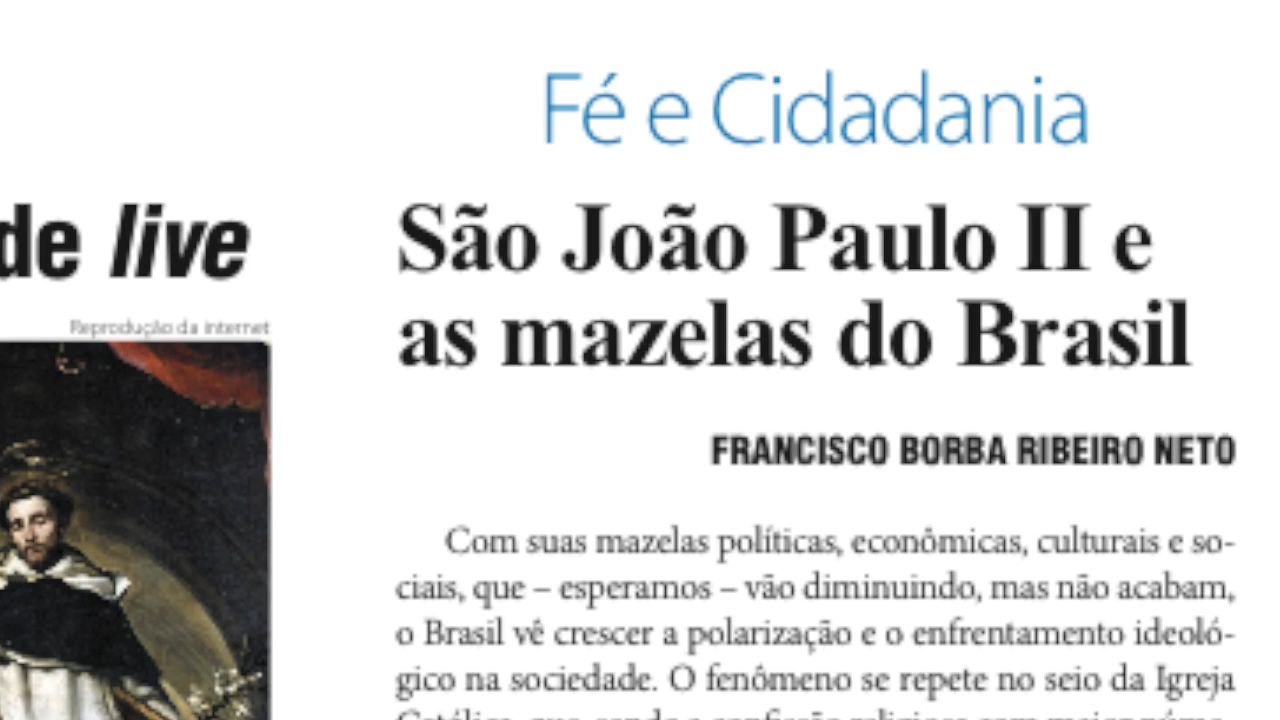 Fé e Cidadania
de live
São João Paulo II e
as mazelas do Brasil
Reprodução da internet
FRANCISCO BORBA RIBEIRO NETO
Com suas mazelas políticas, econômicas, culturais e so-
ciais, que – esperamos – vão diminuindo, mas não acabam,
o Brasil vê crescer a polarização e o enfrentamento ideoló-
gico na sociedade. O fenômeno se repete no seio da Igreja